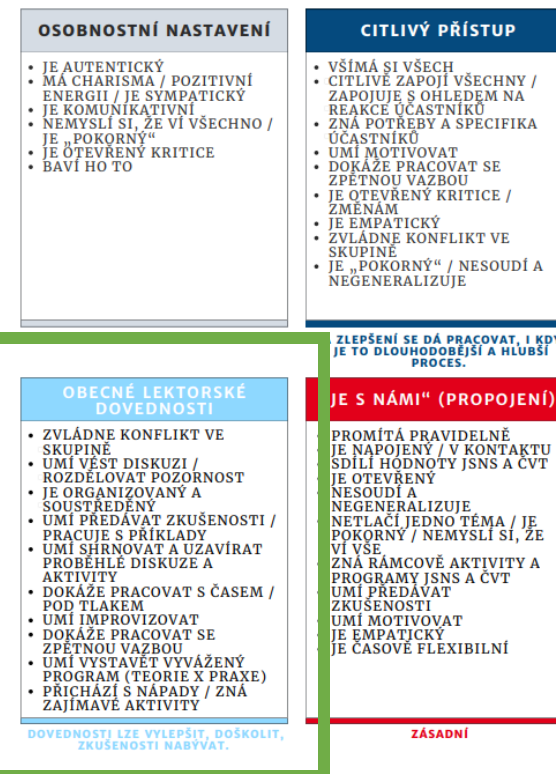 OSOBNOSTNÍ NASTAVENÍ
• JE AUTENTICKÝ
• MÁ CHARISMA / POZITIVNÍ
ENERGII / JE SYMPATICKÝ
• JE KOMUNIKATIVNÍ
• NEMYSLÍ SI, ŽE VÍ VŠECHNO /
JE „POKORNÝ“
• JE OTEVŘENÝ KRITICE
• BAVÍ HO TO
CITLIVÝ PŘÍSTUP
• VŠÍMÁ SI VŠECH
• CITLIVĚ ZAPOJÍ VŠECHNY /
ZAPOJUJE S OHLEDEM NA
REAKCE ÚČASTNÍKŮ
• ZNÁ POTŘEBY A SPECIFIKA
ÚČASTNÍKŮ
• UMÍ MOTIVOVAT
• DOKÁŽE PRACOVAT SE
ZPĚTNOU VAZBOU
• JE OTEVŘENÝ KRITICE /
ZMĚNÁM
• JE EMPATICKÝ
• ZVLÁDNE KONFLIKT VE
SKUPINĚ
• JE „POKORNÝ“ / NESOUDÍ A
NEGENERALIZUJE
ZLEPŠENÍ SE DÁ PRACOVAT, I
JE TO DLOUHODOBĚJŠÍ A HLUBŠÍ
PROCES.
OBECNÉ LEKTORSKÉ
DOVEDNOSTI
• ZVLÁDNE KONFLIKT VE
SKUPINĚ
• UMÍ VÉST DISKUZI /
ROZDĚLOVAT POZORNOST
• JE ORGANIZOVANÝ A
SOUSTŘEDĚNÝ
• UMÍ PŘEDÁVAT ZKUŠENOSTI /
PRACUJE S PŘÍKLADY
• UMÍ SHRNOVAT A UZAVÍRAT
PROBĚHLÉ DISKUZE A
AKTIVITY
• DOKÁŽE PRACOVAT S ČASEM /
POD TLAKEM
• UMÍ IMPROVIZOVAT
• DOKÁŽE PRACOVAT SE
ZPĚTNOU VAZBOU
• UMÍ VYSTAVĚT VYVÁŽENÝ
PROGRAM (TEORIE X PRAXE)
• PŘICHÁZÍ S NÁPADY / ZNÁ
ZAJÍMAVÉ AKTIVITY
DOVEDNOSTI LZE VYLEPŠIT, DOŠKOLIT,
ZKUŠENOSTI NABÝVAT.
JE S NÁMI“ (PROPOJENÍ)
PROMÍTÁ PRAVIDELNĚ
JE NAPOJENÝ / V KONTAKTU
SDÍLÍ HODNOTY JSNS A ČVT
JE OTEVŘENÝ
NESOUDÍ A
NEGENERALIZUJE
NETLAČÍ JEDNO TÉMA / JE
POKORNÝ / NEMYSLÍ SI, ŽE
VÍ VŠE
ZNÁ RÁMCOVĚ AKTIVITY A
PROGRAMY JSNS A ČVT
UMÍ PŘEDÁVAT
ZKUŠENOSTI
UMÍ MOTIVOVAT
JE EMPATICKÝ
JE ČASOVĚ FLEXIBILNÍ
ZÁSADNÍ